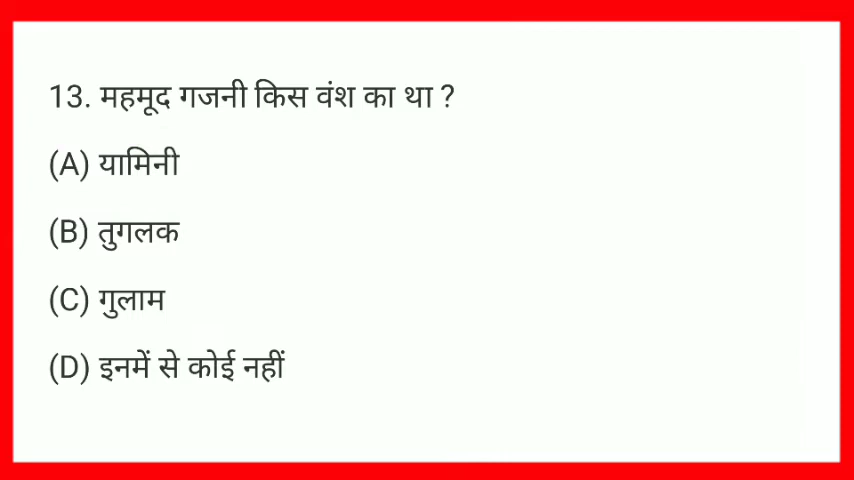 13. महमूद गजनी किस वंश का था ?
(A) यामिनी
(B) तुगलक
(C) गुलाम
(D) इनमें से कोई नहीं